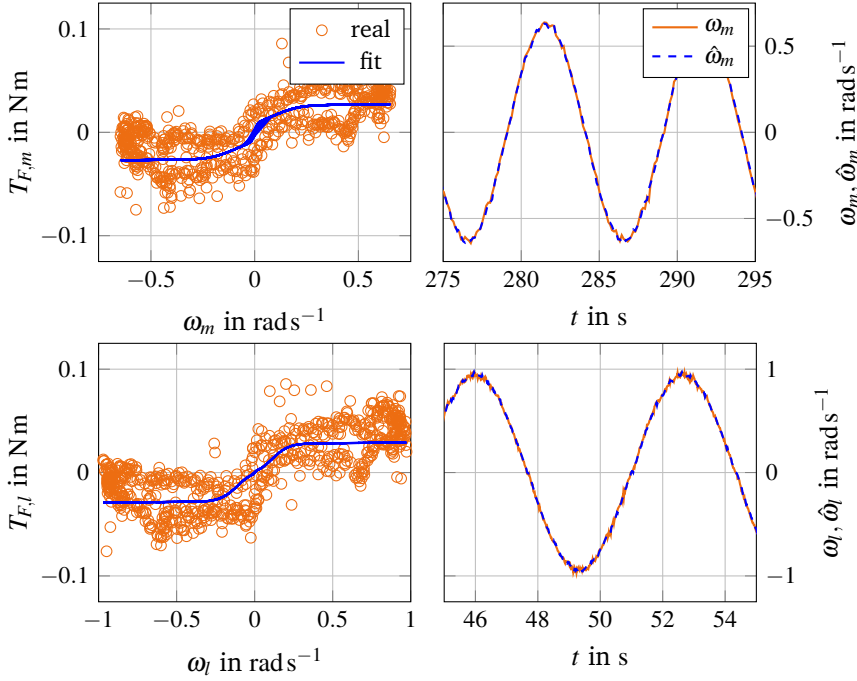 0.1
0
−0.1
T_{F,m} in N m
−0.5
0
0.5
ω_m in rad s^{−1}
real
fit
ω_m
ω̂_m
0.5
0
−0.5
ω_m, ω̂_m in rad s^{−1}
275
280
285
290
295
t in s
0.1
0
−0.1
T_{F,l} in N m
−1
−0.5
0
0.5
1
ω_l in rad s^{−1}
1
0
−1
ω_l, ω̂_l in rad s^{−1}
46
48
50
52
54
t in s